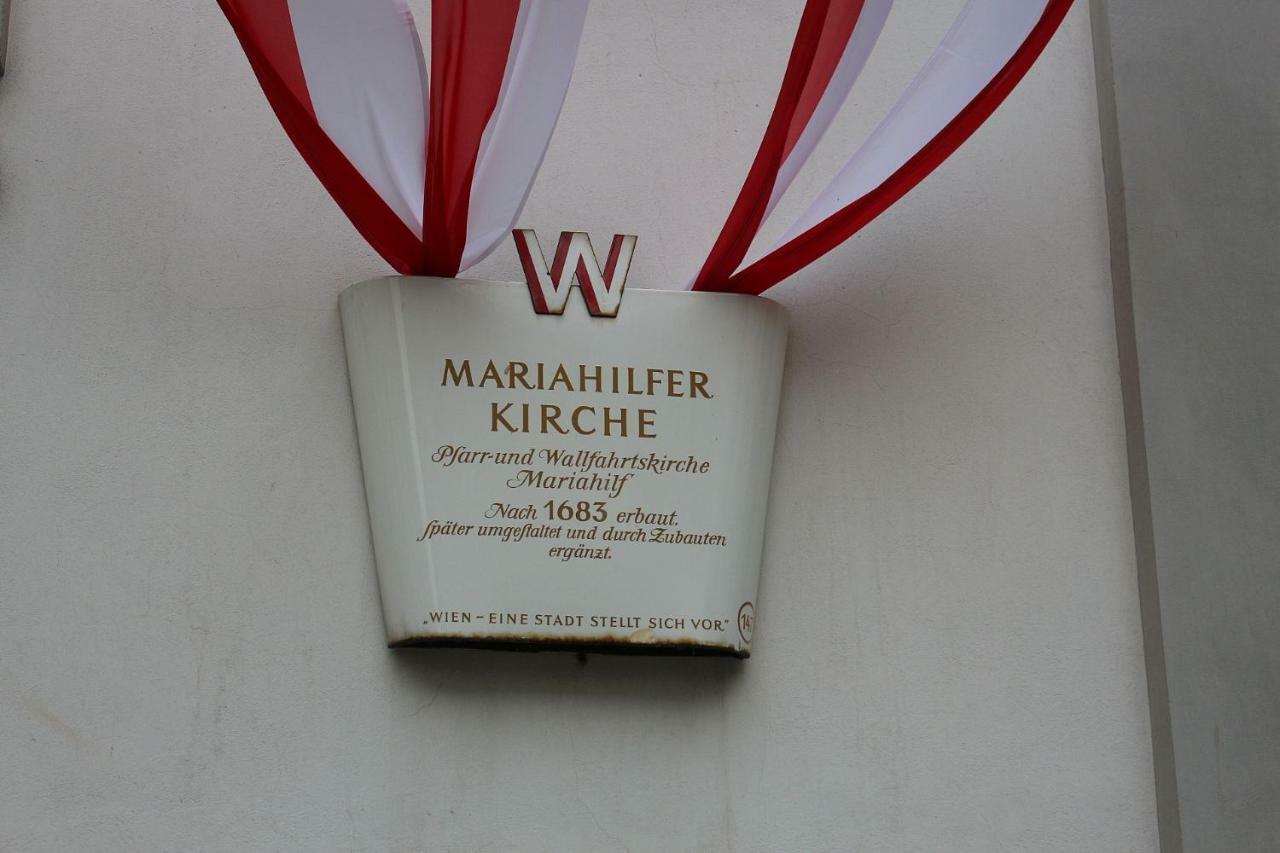 W
MARIAHILFER
KIRCHE
Pfarr-und Wallfahrtskirche
Mariahilf
Nach 1683 erbaut.
später umgestaltet und durch Zubauten
ergänzt.
„WIEN – EINE STADT STELLT SICH VOR."